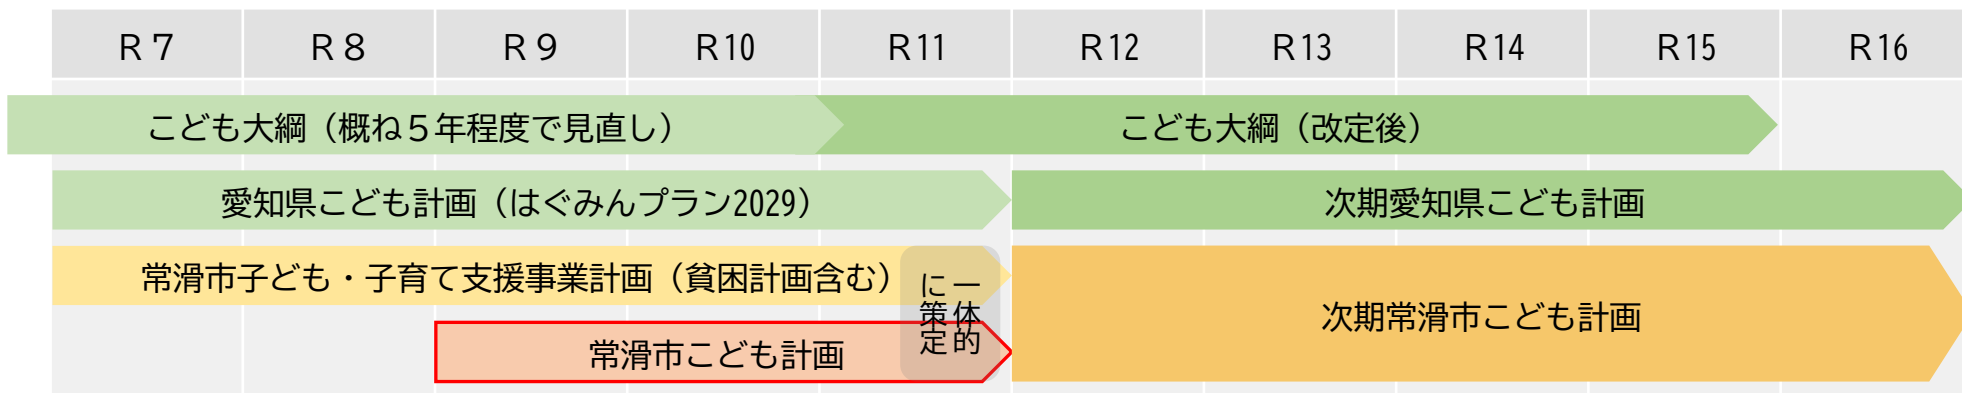 R７ R８ R９ R10 R11 R12 R13 R14 R15 R16
こども大綱（概ね５年程度で見直し） こども大綱（改定後）
愛知県こども計画（はぐみんプラン2029） 次期愛知県こども計画
常滑市子ども・子育て支援事業計画（貧困計画含む）
一体的
に策定
次期常滑市こども計画
常滑市こども計画